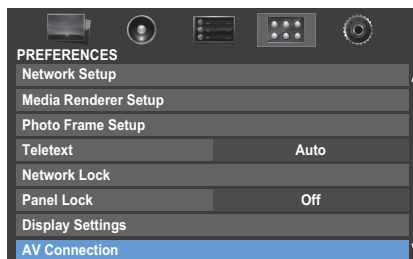 PREFERENCES
Network Setup
Media Renderer Setup
Photo Frame Setup
Teletext Auto
Network Lock
Panel Lock Off
Display Settings
AV Connection